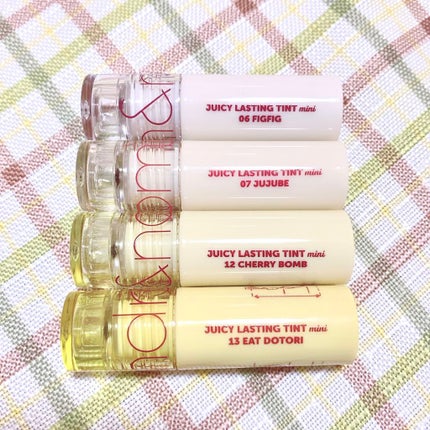 JUICY LASTING TINT mini
06 FIGFIG
JUICY LASTING TINT mini
07 JUJUBE
JUICY LASTING TINT mini
12 CHERRY BOMB
JUICY LASTING TINT mini
13 EAT DOTORI